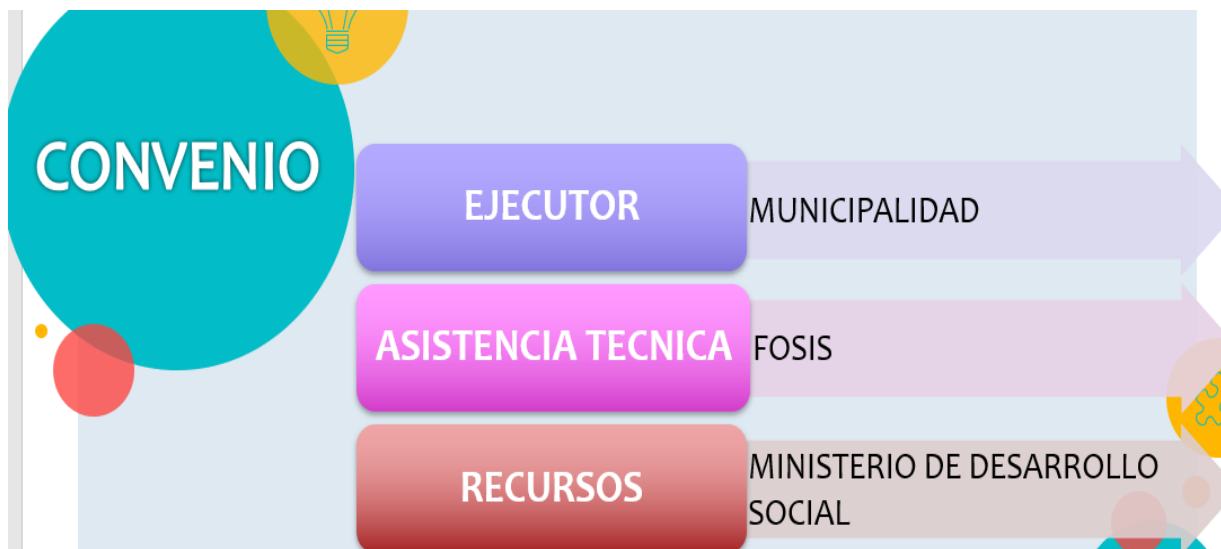 CONVENIO
EJECUTOR
MUNICIPALIDAD
ASISTENCIA TECNICA
FOSIS
RECURSOS
MINISTERIO DE DESARROLLO
SOCIAL